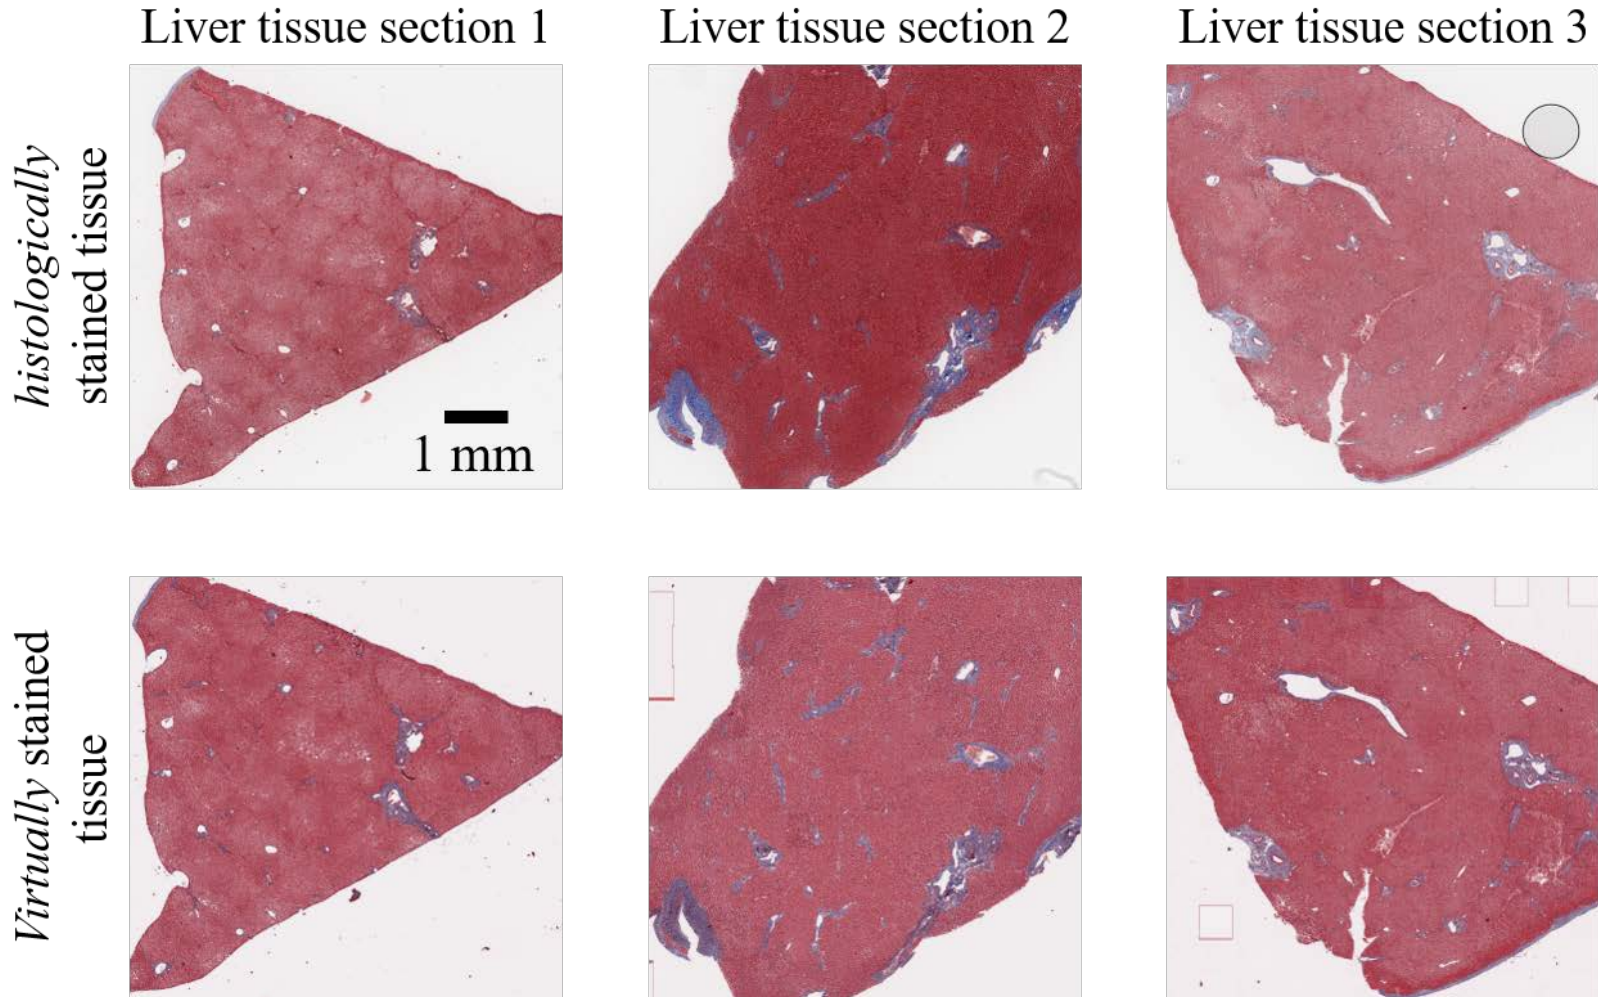 Liver tissue section 1
Liver tissue section 2
Liver tissue section 3
histologically
stained tissue
1 mm
Virtually stained
tissue